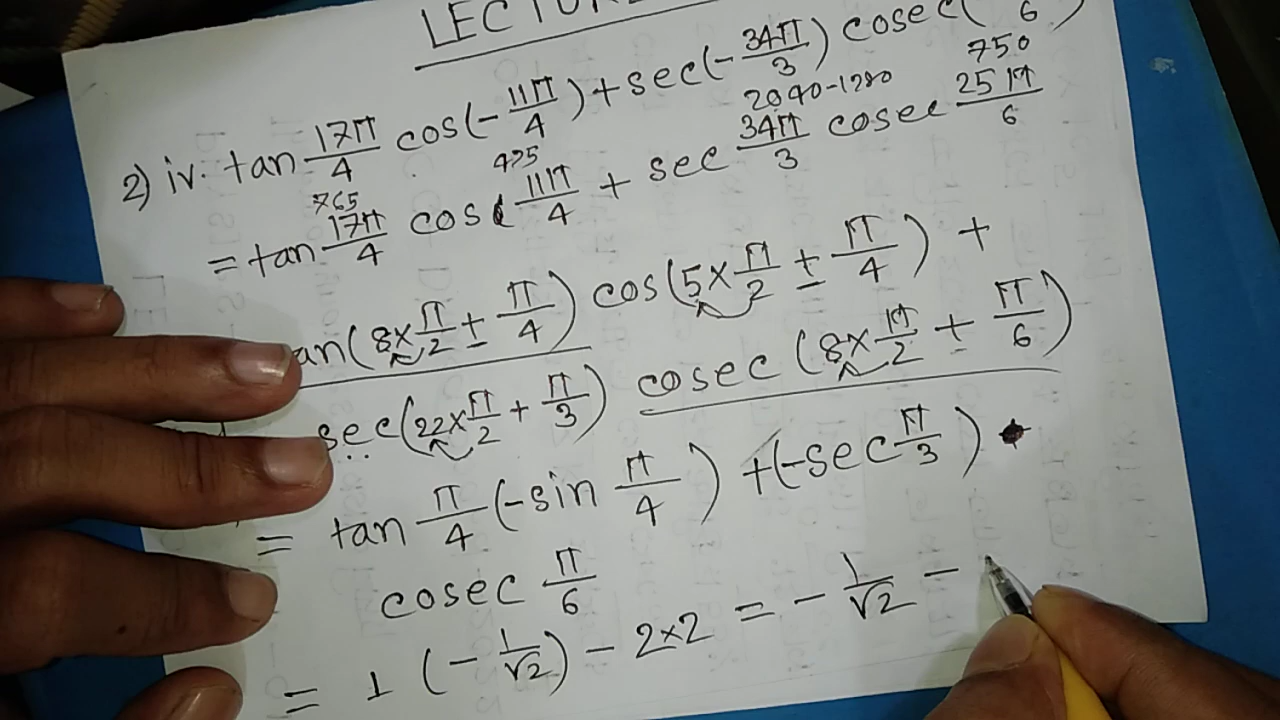 LECTURE
2) iv. tan 17π/4 cos(-11π/4) + sec(-34π/3) cosec( 6)
765 495 2040-1280 750
= tan 17π/4 cos 11π/4 + sec 34π/3 cosec 25π/6
an(8×π/2 ± π/4) cos(5×π/2 ± π/4) +
sec(22×π/2 + π/3) cosec(8×π/2 ± π/6)
= tan π/4 (-sin π/4) + (-sec π/3) •
cosec π/6
= 1 (-1/√2) - 2×2 = -1/√2 -